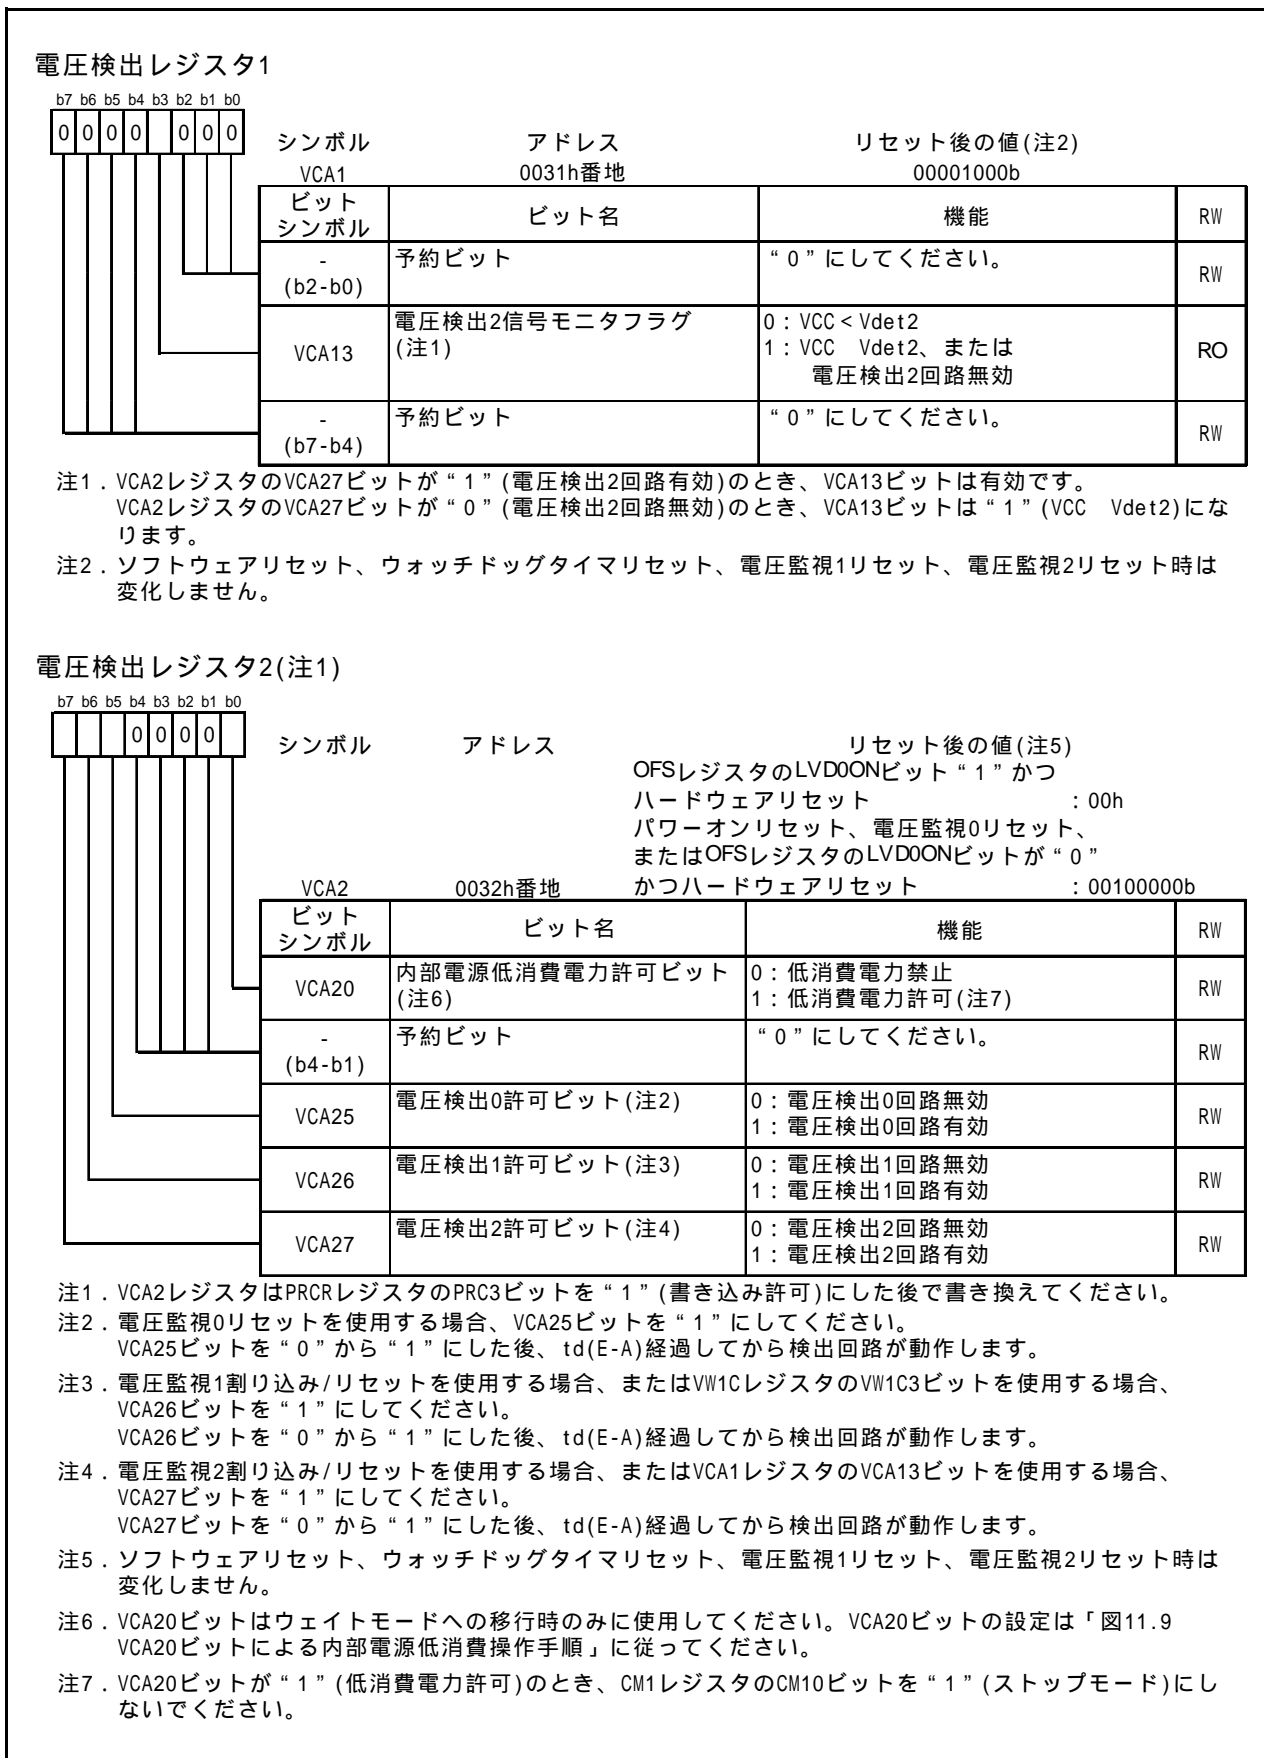 電圧検出レジスタ1
b7 b6 b5 b4 b3 b2 b1 b0
0 0 0 0 0 0 0
シンボル アドレス リセット後の値(注2)
VCA1 0031h番地 00001000b
ビット
シンボル ビット名 機能 RW
-
(b2-b0) 予約ビット “0”にしてください。 RW
VCA13 電圧検出2信号モニタフラグ
(注1) 0:VCC<Vdet2
1:VCC Vdet2、または
電圧検出2回路無効 RO
-
(b7-b4) 予約ビット “0”にしてください。 RW
注1.VCA2レジスタのVCA27ビットが“1”(電圧検出2回路有効)のとき、VCA13ビットは有効です。
VCA2レジスタのVCA27ビットが“0”(電圧検出2回路無効)のとき、VCA13ビットは“1”(VCC Vdet2)にな
ります。
注2.ソフトウェアリセット、ウォッチドッグタイマリセット、電圧監視1リセット、電圧監視2リセット時は
変化しません。
電圧検出レジスタ2(注1)
b7 b6 b5 b4 b3 b2 b1 b0
0 0 0 0
シンボル アドレス リセット後の値(注5)
OFSレジスタのLVD0ONビット“1”かつ
ハードウェアリセット :00h
パワーオンリセット、電圧監視0リセット、
またはOFSレジスタのLVD0ONビットが“0”
VCA2 0032h番地 かつハードウェアリセット :00100000b
ビット
シンボル ビット名 機能 RW
VCA20 内部電源低消費電力許可ビット
(注6) 0:低消費電力禁止
1:低消費電力許可(注7) RW
-
(b4-b1) 予約ビット “0”にしてください。 RW
VCA25 電圧検出0許可ビット(注2) 0:電圧検出0回路無効
1:電圧検出0回路有効 RW
VCA26 電圧検出1許可ビット(注3) 0:電圧検出1回路無効
1:電圧検出1回路有効 RW
VCA27 電圧検出2許可ビット(注4) 0:電圧検出2回路無効
1:電圧検出2回路有効 RW
注1.VCA2レジスタはPRCRレジスタのPRC3ビットを“1”(書き込み許可)にした後で書き換えてください。
注2.電圧監視0リセットを使用する場合、VCA25ビットを“1”にしてください。
VCA25ビットを“0”から“1”にした後、td(E-A)経過してから検出回路が動作します。
注3.電圧監視1割り込み/リセットを使用する場合、またはVW1CレジスタのVW1C3ビットを使用する場合、
VCA26ビットを“1”にしてください。
VCA26ビットを“0”から“1”にした後、td(E-A)経過してから検出回路が動作します。
注4.電圧監視2割り込み/リセットを使用する場合、またはVCA1レジスタのVCA13ビットを使用する場合、
VCA27ビットを“1”にしてください。
VCA27ビットを“0”から“1”にした後、td(E-A)経過してから検出回路が動作します。
注5.ソフトウェアリセット、ウォッチドッグタイマリセット、電圧監視1リセット、電圧監視2リセット時は
変化しません。
注6.VCA20ビットはウェイトモードへの移行時のみに使用してください。VCA20ビットの設定は「図11.9
VCA20ビットによる内部電源低消費操作手順」に従ってください。
注7.VCA20ビットが“1”(低消費電力許可)のとき、CM1レジスタのCM10ビットを“1”(ストップモード)にし
ないでください。